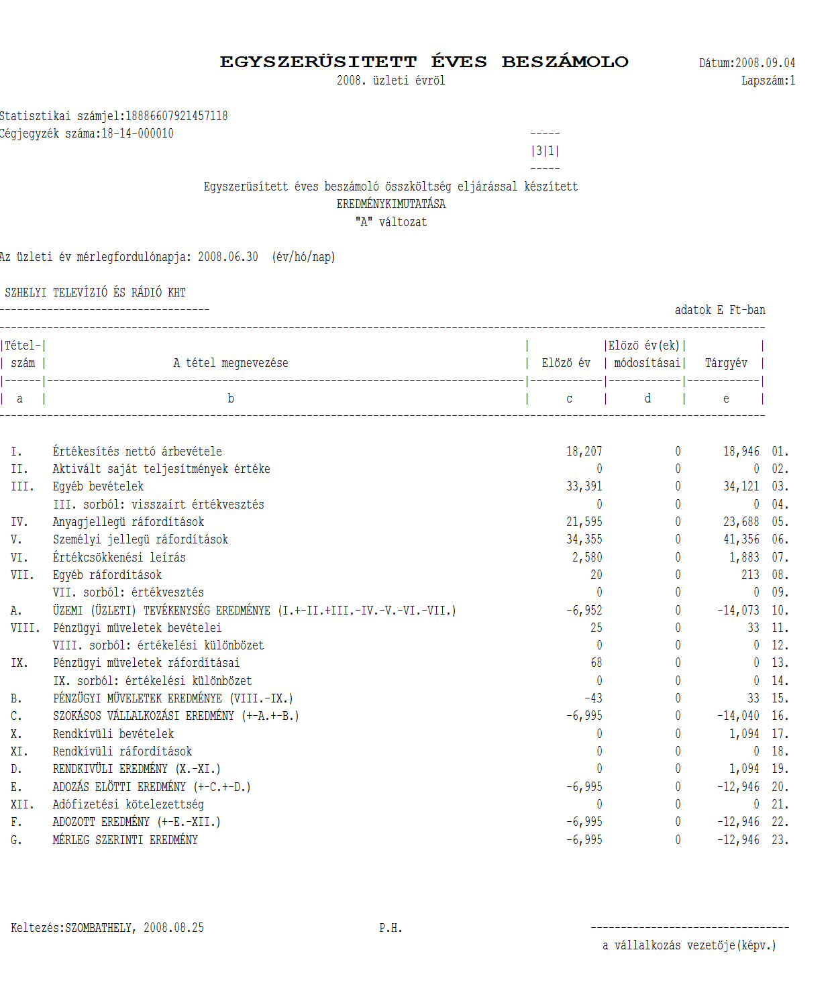 EGYSZERÜSITETT ÉVES BESZÁMOLO Dátum:2008.09.04
2008. üzleti évröl Lapszám:1
Statisztikai számjel:18886607921457118
Cégjegyzék száma:18-14-000010 -----
|3|1|
-----
Egyszerüsített éves beszámoló összköltség eljárással készített
EREDMÉNYKIMUTATÁSA
"A" változat
Az üzleti év mérlegfordulónapja: 2008.06.30 (év/hó/nap)
SZHELYI TELEVÍZIÓ ÉS RÁDIÓ KHT
adatok E Ft-ban
|Tétel-| | |Elözö év(ek)| |
| szám | A tétel megnevezése | Elözö év | módosításai| Tárgyév |
| a | b | c | d | e |
I. Értékesítés nettó árbevétele 18,207 0 18,946 01.
II. Aktivált saját teljesítmények értéke 0 0 0 02.
III. Egyéb bevételek 33,391 0 34,121 03.
III. sorból: visszaírt értékvesztés 0 0 0 04.
IV. Anyagjellegü ráfordítások 21,595 0 23,688 05.
V. Személyi jellegü ráfordítások 34,355 0 41,356 06.
VI. Értékcsökkenési leírás 2,580 0 1,883 07.
VII. Egyéb ráfordítások 20 0 213 08.
VII. sorból: értékvesztés 0 0 0 09.
A. ÜZEMI (ÜZLETI) TEVÉKENYSÉG EREDMÉNYE (I.+-II.+III.-IV.-V.-VI.-VII.) -6,952 0 -14,073 10.
VIII. Pénzügyi müveletek bevételei 25 0 33 11.
VIII. sorból: értékelési különbözet 0 0 0 12.
IX. Pénzügyi müveletek ráfordításai 68 0 0 13.
IX. sorból: értékelési különbözet 0 0 0 14.
B. PÉNZÜGYI MÜVELETEK EREDMÉNYE (VIII.-IX.) -43 0 33 15.
C. SZOKÁSOS VÁLLALKOZÁSI EREDMÉNY (+-A.+-B.) -6,995 0 -14,040 16.
X. Rendkívüli bevételek 0 0 1,094 17.
XI. Rendkívüli ráfordítások 0 0 0 18.
D. RENDKIVÜLI EREDMÉNY (X.-XI.) 0 0 1,094 19.
E. ADOZÁS ELÖTTI EREDMÉNY (+-C.+-D.) -6,995 0 -12,946 20.
XII. Adófizetési kötelezettség 0 0 0 21.
F. ADOZOTT EREDMÉNY (+-E.-XII.) -6,995 0 -12,946 22.
G. MÉRLEG SZERINTI EREDMÉNY -6,995 0 -12,946 23.
Keltezés:SZOMBATHELY, 2008.08.25 P.H.
a vállalkozás vezetöje(képv.)